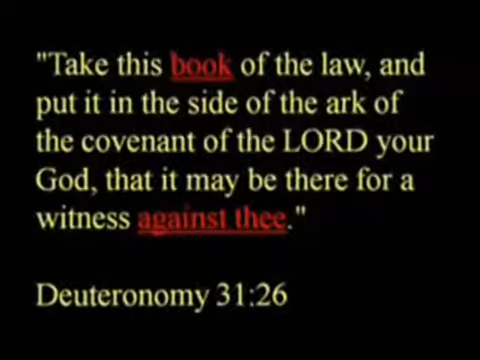 "Take this book of the law, and
put it in the side of the ark of
the covenant of the LORD your
God, that it may be there for a
witness against thee."
Deuteronomy 31:26